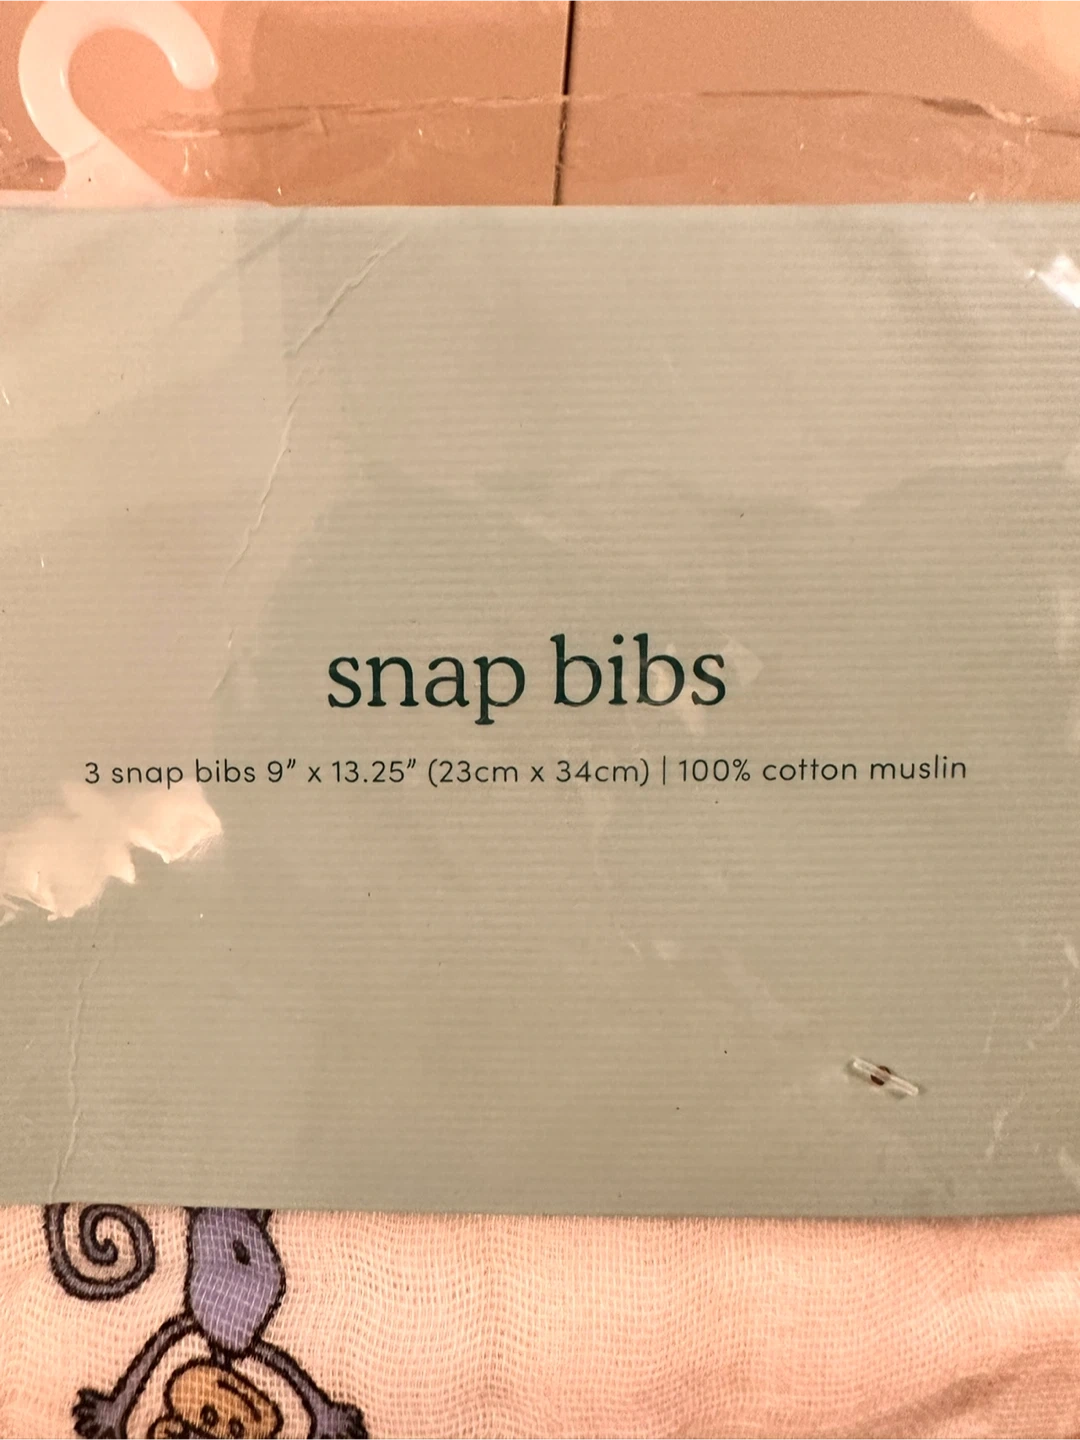 snap bibs
3 snap bibs 9” x 13.25” (23cm x 34cm) | 100% cotton muslin